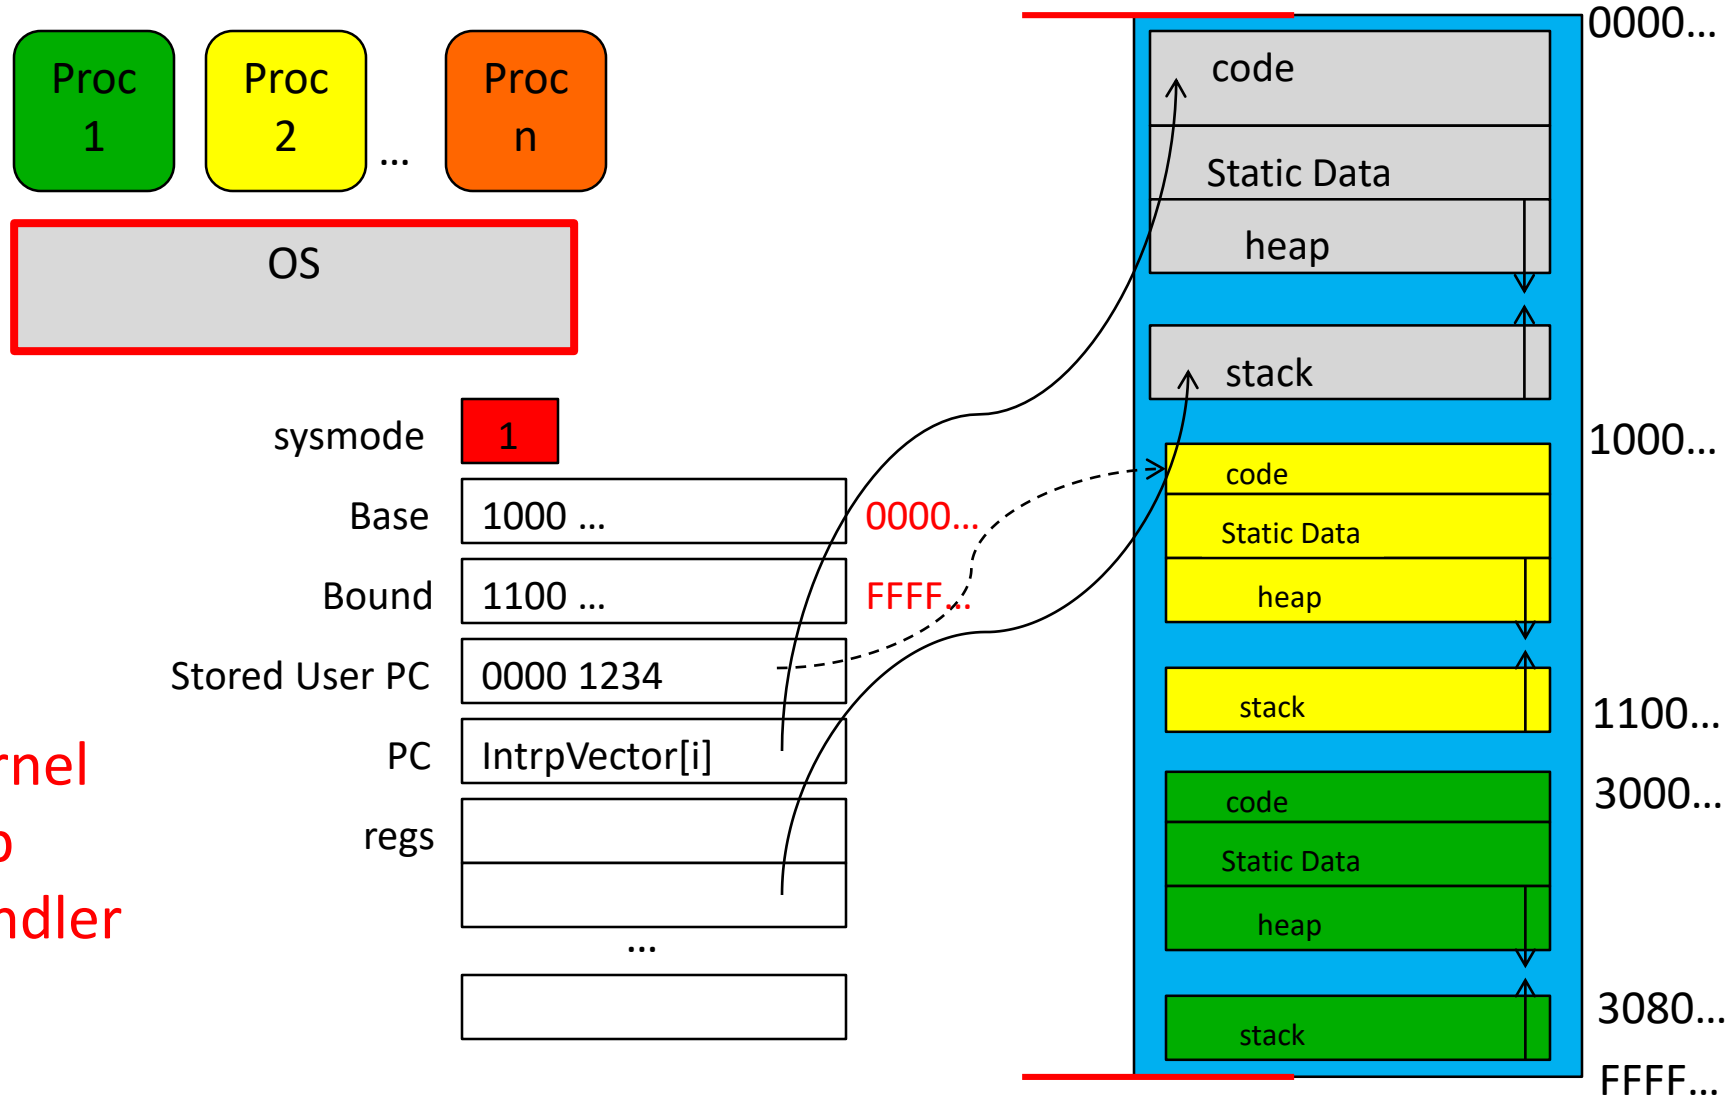 Proc
1
Proc
2
...
Proc
n
OS
sysmode
1
Base
1000 ...
0000...
Bound
1100 ...
FFFF...
Stored User PC
0000 1234
PC
IntrpVector[i]
regs
...
rnel
ndler
0000...
code
Static Data
heap
stack
1000...
code
Static Data
heap
stack
1100...
3000...
code
Static Data
heap
3080...
stack
FFFF...